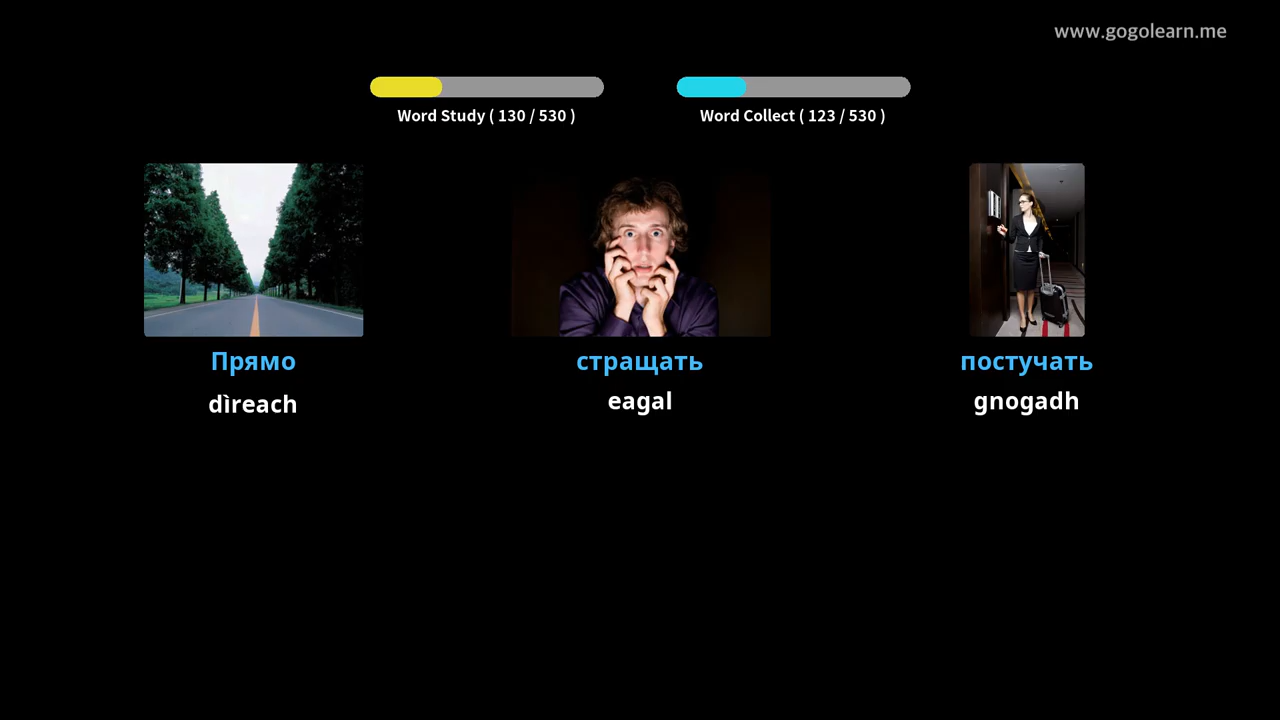 www.gogolearn.me
Word Study ( 130 / 530 )
Word Collect ( 123 / 530 )
Прямо
стращать
постучать
dìreach
eagal
gnogadh